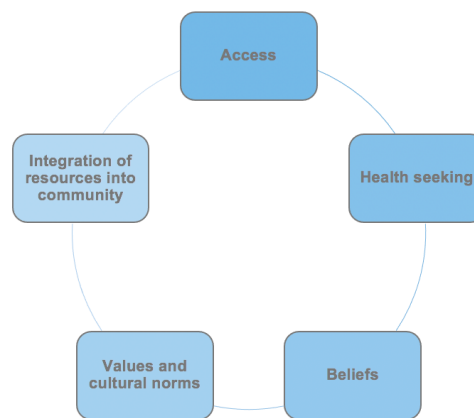 Access
Health seeking
Beliefs
Values and
cultural norms
Integration of
resources into
community